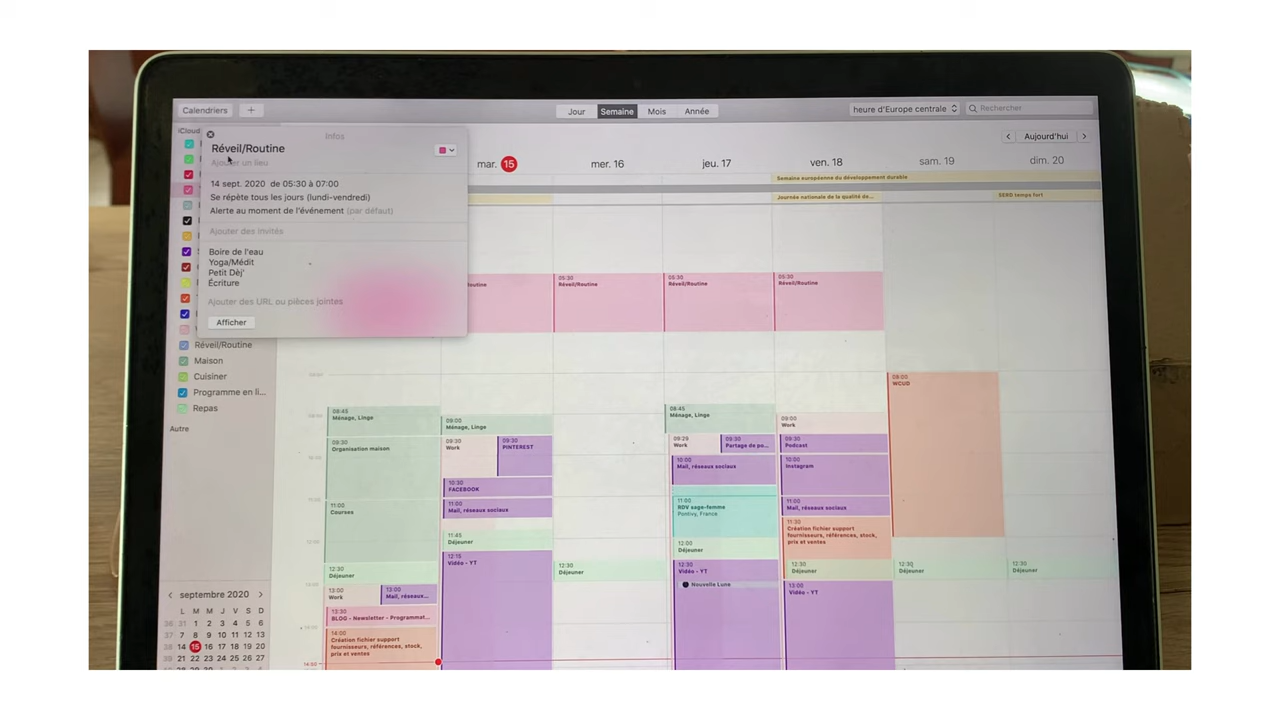 Calendriers
+
Jour
Semaine
Mois
Année
heure d'Europe centrale
Rechercher
iCloud
Infos
Aujourd'hui
Réveil/Routine
Ajouter un lieu
14 sept. 2020 de 05:30 à 07:00
Se répète tous les jours (lundi-vendredi)
Alerte au moment de l'événement (par défaut)
Ajouter des invités
Boire de l'eau
Yoga/Médit
Petit Dèj'
Écriture
Ajouter des URL ou pièces jointes
Afficher
mar. 15
mer. 16
jeu. 17
ven. 18
sam. 19
dim. 20
Semaine européenne du développement durable
Journée nationale de la qualité de...
SERD temps fort
Réveil/Routine
Maison
Cuisiner
Programme en li...
Repas
Autre
septembre 2020
L M M J V S D
36 31 1 2 3 4 5 6
37 7 8 9 10 11 12 13
38 14 15 16 17 18 19 20
39 21 22 23 24 25 26 27
08:45
Ménage, Linge
09:30
Organisation maison
11:00
Courses
12:30
Déjeuner
13:00
Work
13:00
Mail, réseaux...
13:30
BLOG - Newsletter - Programmat...
14:00
Création fichier support
fournisseurs, références, stock,
prix et ventes
outine
09:00
Ménage, Linge
09:30
Work
09:30
PINTEREST
10:30
FACEBOOK
11:00
Mail, réseaux sociaux
11:45
Déjeuner
12:15
Vidéo - YT
05:30
Réveil/Routine
12:30
Déjeuner
05:30
Réveil/Routine
08:45
Ménage, Linge
09:29
Work
09:30
Partage de po...
10:00
Mail, réseaux sociaux
11:00
RDV sage-femme
Pontivy, France
12:00
Déjeuner
12:30
Vidéo - YT
Nouvelle Lune
05:30
Réveil/Routine
09:00
Work
09:30
Podcast
10:00
Instagram
11:00
Mail, réseaux sociaux
11:30
Création fichier support
fournisseurs, références, stock,
prix et ventes
12:30
Déjeuner
13:00
Vidéo - YT
08:00
WCUD
12:30
Déjeuner
12:30
Déjeuner